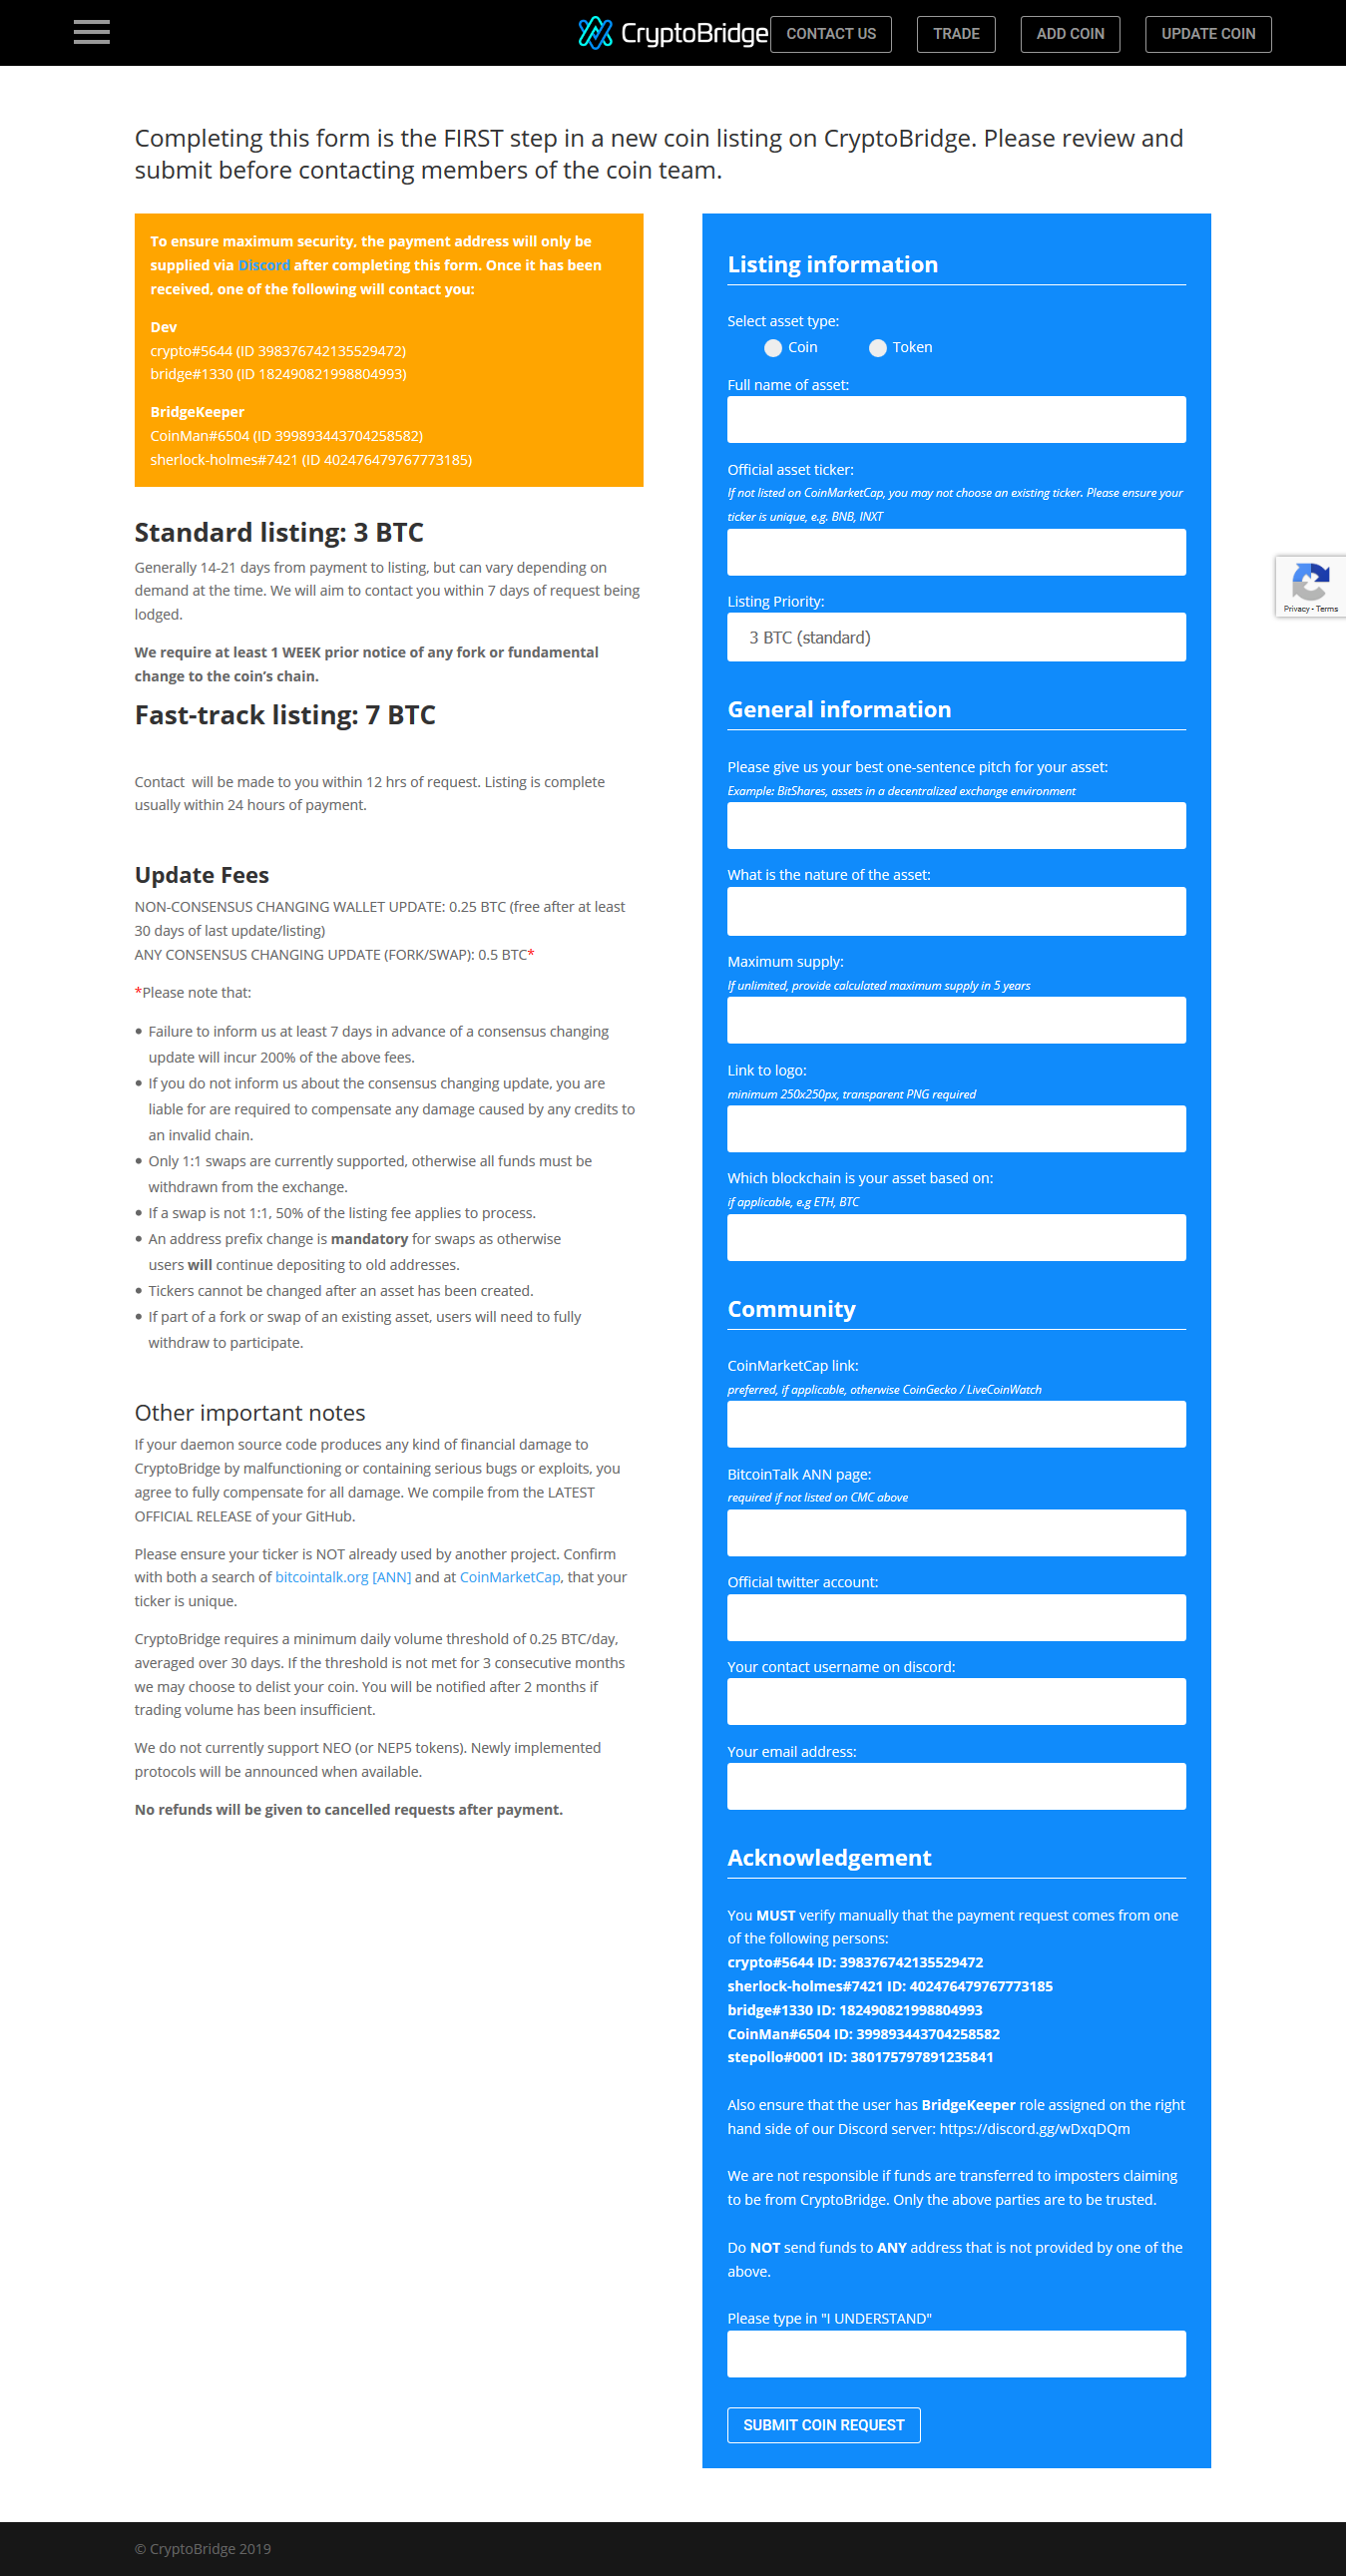 CryptoBridge
CONTACT US
TRADE
ADD COIN
UPDATE COIN
Completing this form is the FIRST step in a new coin listing on CryptoBridge. Please review and
submit before contacting members of the coin team.
To ensure maximum security, the payment address will only be
supplied via Discord after completing this form. Once it has been
received, one of the following will contact you:
Dev
crypto#5644 (ID 398376742135529472)
bridge#1330 (ID 182490821998804993)
BridgeKeeper
CoinMan#6504 (ID 399893443704258582)
sherlock-holmes#7421 (ID 402476479767773185)
Standard listing: 3 BTC
Generally 14-21 days from payment to listing, but can vary depending on
demand at the time. We will aim to contact you within 7 days of request being
lodged.
We require at least 1 WEEK prior notice of any fork or fundamental
change to the coin’s chain.
Fast-track listing: 7 BTC
Contact  will be made to you within 12 hrs of request. Listing is complete
usually within 24 hours of payment.
Update Fees
NON-CONSENSUS CHANGING WALLET UPDATE: 0.25 BTC (free after at least
30 days of last update/listing)
ANY CONSENSUS CHANGING UPDATE (FORK/SWAP): 0.5 BTC*
*Please note that:
• Failure to inform us at least 7 days in advance of a consensus changing
update will incur 200% of the above fees.
• If you do not inform us about the consensus changing update, you are
liable for are required to compensate any damage caused by any credits to
an invalid chain.
• Only 1:1 swaps are currently supported, otherwise all funds must be
withdrawn from the exchange.
• If a swap is not 1:1, 50% of the listing fee applies to process.
• An address prefix change is mandatory for swaps as otherwise
users will continue depositing to old addresses.
• Tickers cannot be changed after an asset has been created.
• If part of a fork or swap of an existing asset, users will need to fully
withdraw to participate.
Other important notes
If your daemon source code produces any kind of financial damage to
CryptoBridge by malfunctioning or containing serious bugs or exploits, you
agree to fully compensate for all damage. We compile from the LATEST
OFFICIAL RELEASE of your GitHub.
Please ensure your ticker is NOT already used by another project. Confirm
with both a search of bitcointalk.org [ANN] and at CoinMarketCap, that your
ticker is unique.
CryptoBridge requires a minimum daily volume threshold of 0.25 BTC/day,
averaged over 30 days. If the threshold is not met for 3 consecutive months
we may choose to delist your coin. You will be notified after 2 months if
trading volume has been insufficient.
We do not currently support NEO (or NEP5 tokens). Newly implemented
protocols will be announced when available.
No refunds will be given to cancelled requests after payment.
Listing information
Select asset type:
Coin
Token
Full name of asset:
Official asset ticker:
If not listed on CoinMarketCap, you may not choose an existing ticker. Please ensure your
ticker is unique, e.g. BNB, INXT
Listing Priority:
3 BTC (standard)
General information
Please give us your best one-sentence pitch for your asset:
Example: BitShares, assets in a decentralized exchange environment
What is the nature of the asset:
Maximum supply:
If unlimited, provide calculated maximum supply in 5 years
Link to logo:
minimum 250x250px, transparent PNG required
Which blockchain is your asset based on:
if applicable, e.g ETH, BTC
Community
CoinMarketCap link:
preferred, if applicable, otherwise CoinGecko / LiveCoinWatch
BitcoinTalk ANN page:
required if not listed on CMC above
Official twitter account:
Your contact username on discord:
Your email address:
Acknowledgement
You MUST verify manually that the payment request comes from one
of the following persons:
crypto#5644 ID: 398376742135529472
sherlock-holmes#7421 ID: 402476479767773185
bridge#1330 ID: 182490821998804993
CoinMan#6504 ID: 399893443704258582
stepollo#0001 ID: 380175797891235841
Also ensure that the user has BridgeKeeper role assigned on the right
hand side of our Discord server: https://discord.gg/wDxqDQm
We are not responsible if funds are transferred to imposters claiming
to be from CryptoBridge. Only the above parties are to be trusted.
Do NOT send funds to ANY address that is not provided by one of the
above.
Please type in "I UNDERSTAND"
SUBMIT COIN REQUEST
Privacy - Terms
© CryptoBridge 2019